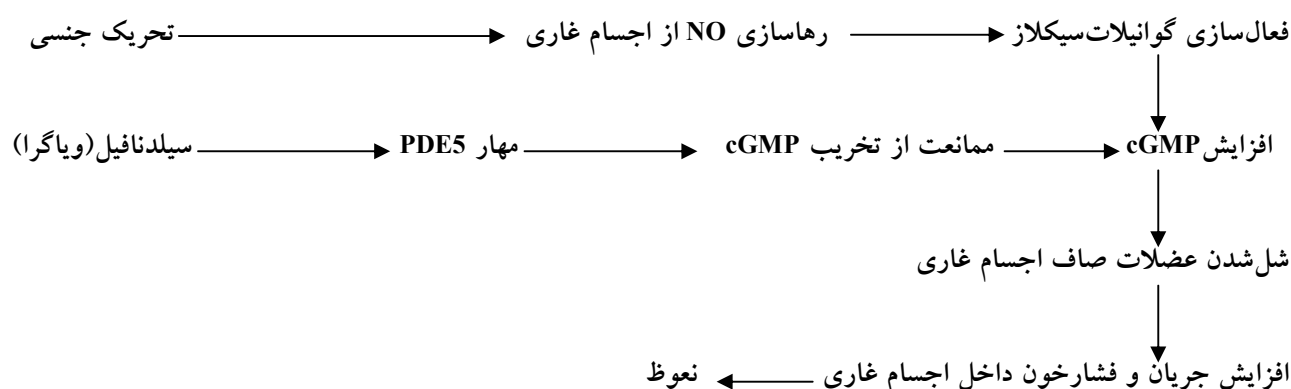 تحریک جنسی رهاسازی NO از اجسام غاری فعال‌سازی گوانیلات‌سیکلاز
سیلدنافیل(ویاگرا) مهار PDE5 ممانعت از تخریب cGMP افزایش cGMP
شل‌شدن عضلات صاف اجسام غاری
افزایش جریان و فشارخون داخل اجسام غاری نعوظ